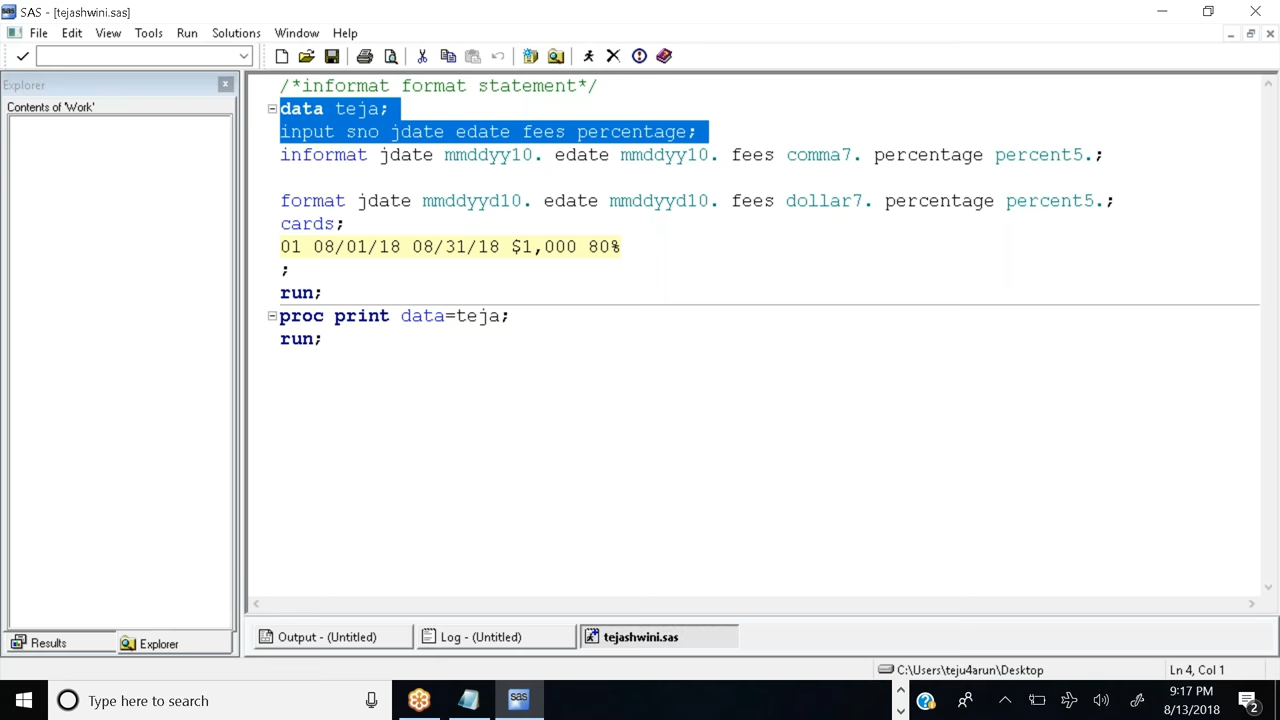 SAS - [tejashwini.sas]
File Edit View Tools Run Solutions Window Help
Explorer
Contents of 'Work'
/*informat format statement*/
data teja;
input sno jdate edate fees percentage;
informat jdate mmddyy10. edate mmddyy10. fees comma7. percentage percent5.;
format jdate mmddyyd10. edate mmddyyd10. fees dollar7. percentage percent5.;
cards;
01 08/01/18 08/31/18 $1,000 80%
;
run;
proc print data=teja;
run;
Results Explorer
Output - (Untitled) Log - (Untitled) tejashwini.sas
C:\Users\teju4arun\Desktop Ln 4, Col 1
Type here to search
sas
9:17 PM
8/13/2018
2